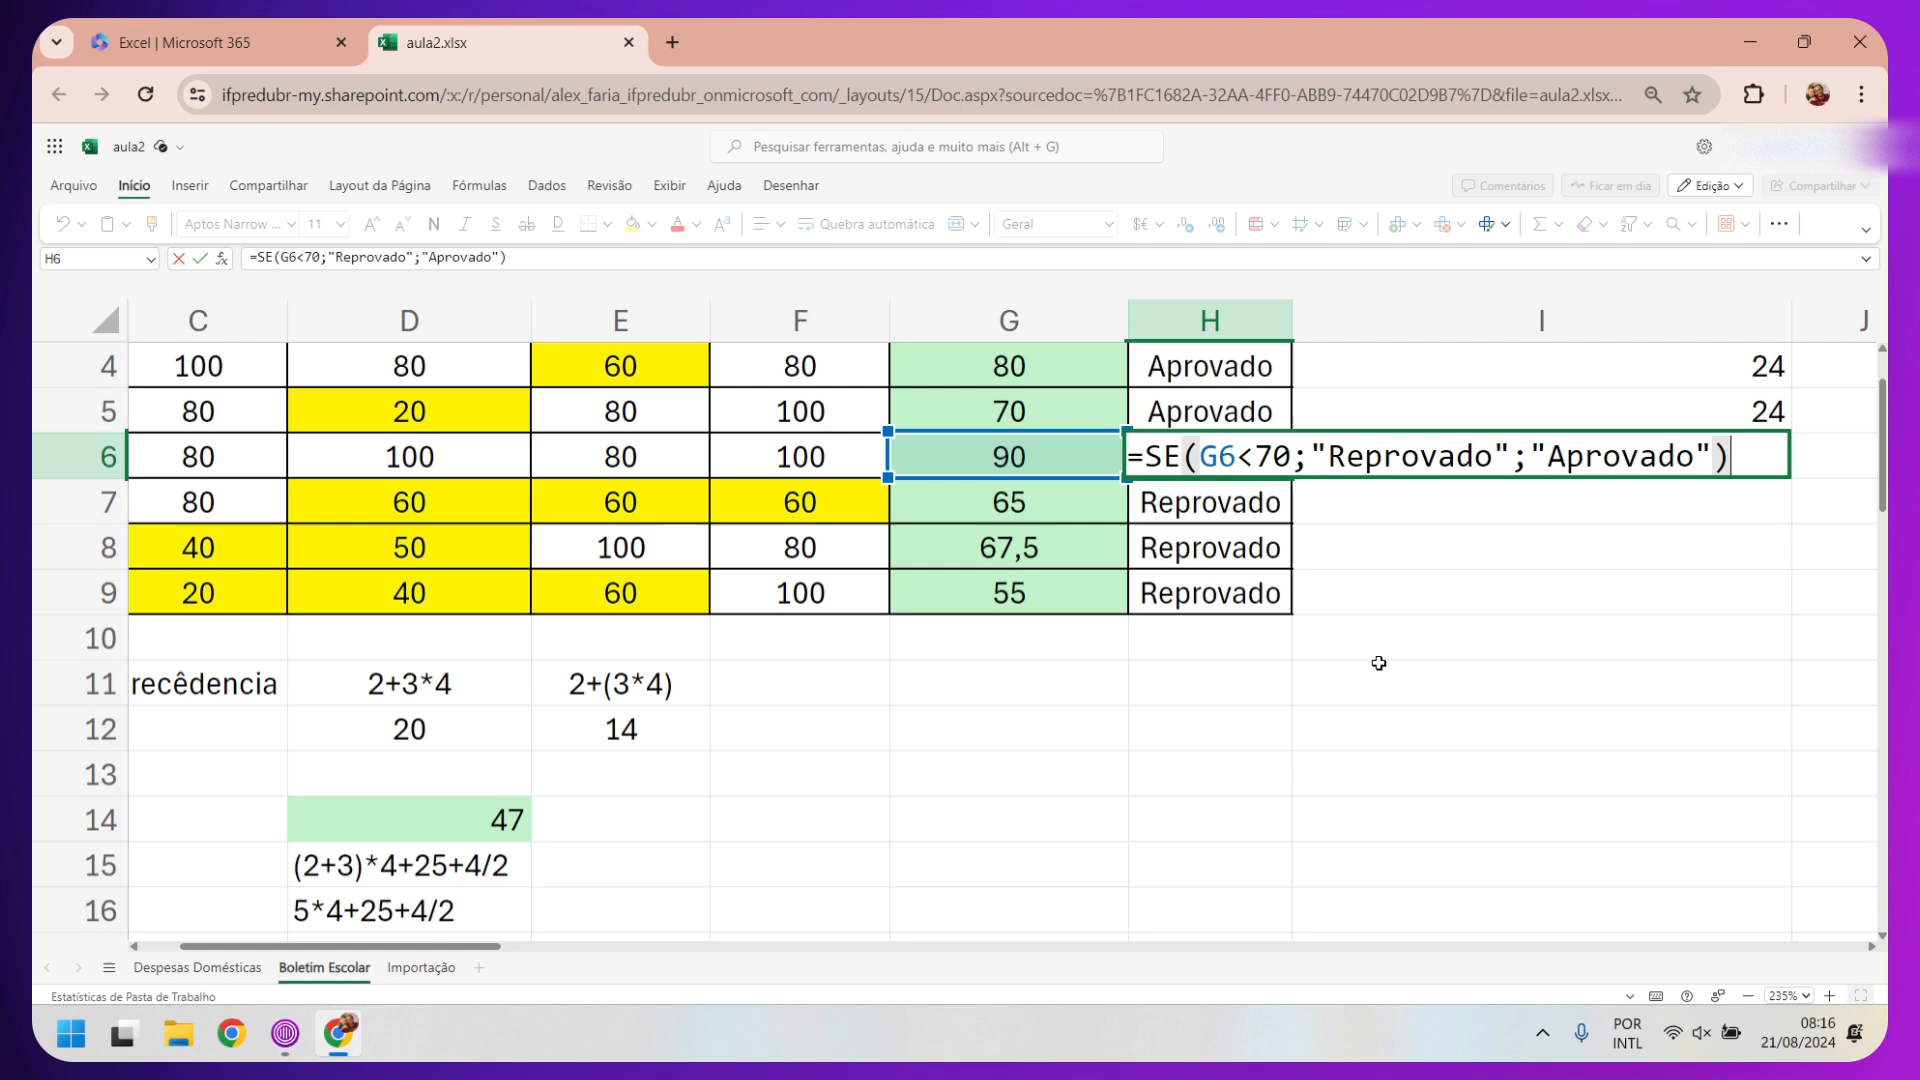 Excel | Microsoft 365
aula2.xlsx
ifpredubr-my.sharepoint.com/:x:/r/personal/alex_faria_ifpredubr_onmicrosoft_com/_layouts/15/Doc.aspx?sourcedoc=%7B1FC1682A-32AA-4FF0-ABB9-74470C02D9B7%7D&file=aula2.xlsx...
aula2
Pesquisar ferramentas, ajuda e muito mais (Alt + G)
Arquivo Início Inserir Compartilhar Layout da Página Fórmulas Dados Revisão Exibir Ajuda Desenhar Comentários Ficar em dia Edição Compartilhar
Aptos Narrow ... 11 N I S ab D Quebra automática Geral
H6 =SE(G6<70;"Reprovado";"Aprovado")
C D E F G H I J
4 100 80 60 80 80 Aprovado 24
5 80 20 80 100 70 Aprovado 24
6 80 100 80 100 90 =SE(G6<70;"Reprovado";"Aprovado")
7 80 60 60 60 65 Reprovado
8 40 50 100 80 67,5 Reprovado
9 20 40 60 100 55 Reprovado
10
11 recêdencia 2+3*4 2+(3*4)
12 20 14
13
14 47
15 (2+3)*4+25+4/2
16 5*4+25+4/2
Despesas Domésticas Boletim Escolar Importação
Estatísticas de Pasta de Trabalho 235%
POR 08:16
INTL 21/08/2024